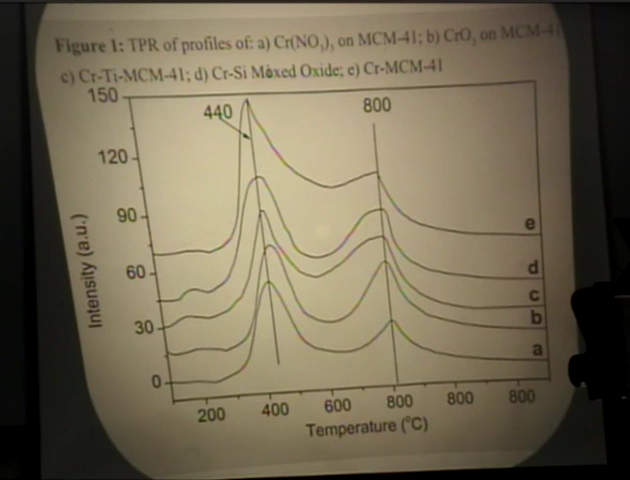 Figure 1: TPR of profiles of: a) Cr(NO3)3 on MCM-41; b) CrO3 on MCM-41
c) Cr-Ti-MCM-41; d) Cr-Si Moxed Oxide; e) Cr-MCM-41
150
120
90
60
30
0
Intensity (a.u.)
440
800
e
d
c
b
a
200 400 600 800 800 800
Temperature (°C)